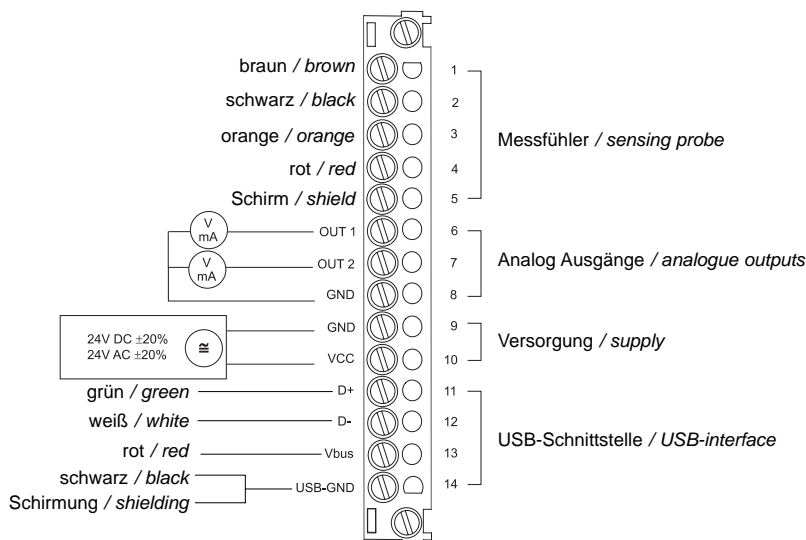 braun / brown 1
schwarz / black 2
orange / orange 3
Messfühler / sensing probe
rot / red 4
Schirm / shield 5
V
mA
OUT 1 6
V
mA
OUT 2 7
Analog Ausgänge / analogue outputs
GND 8
24V DC ±20%
24V AC ±20%
≅
GND 9
Versorgung / supply
VCC 10
grün / green D+ 11
weiß / white D- 12
USB-Schnittstelle / USB-interface
rot / red Vbus 13
schwarz / black
USB-GND 14
Schirmung / shielding